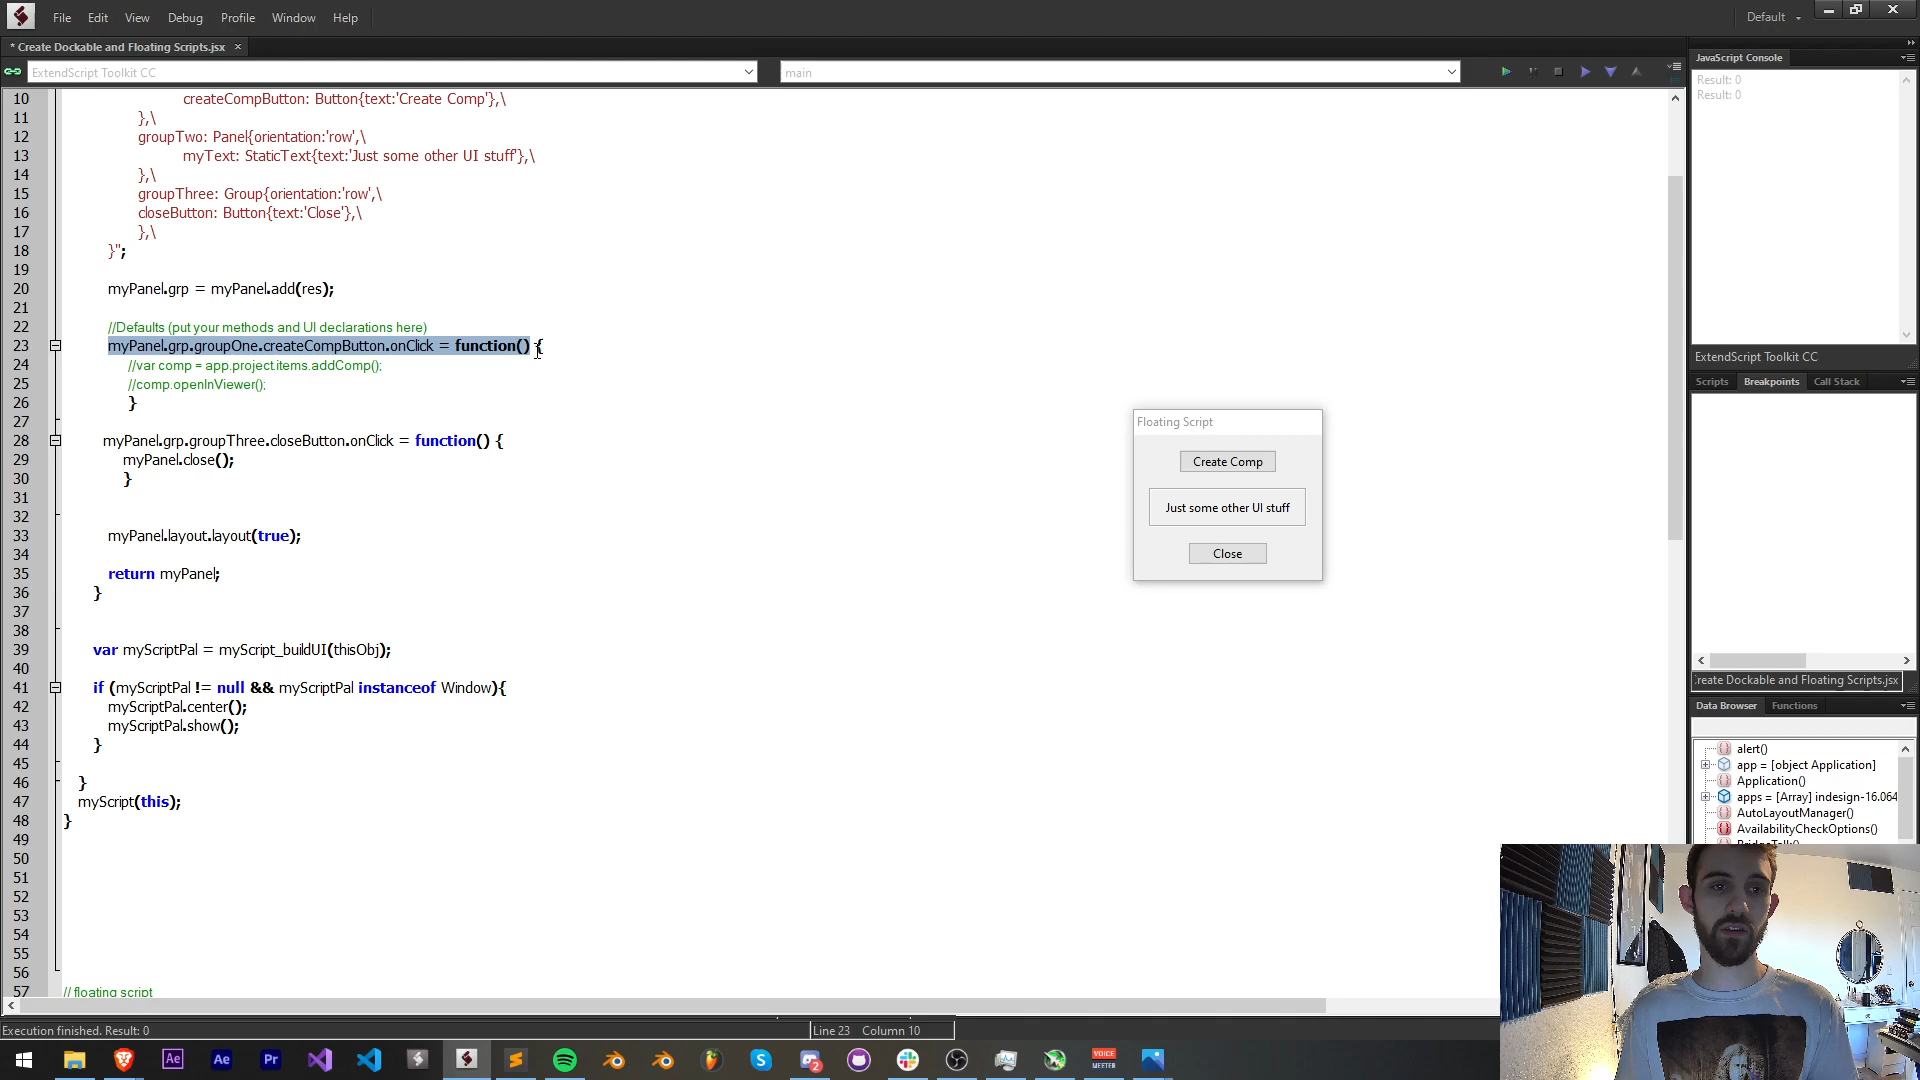 File Edit View Debug Profile Window Help
Default
* Create Dockable and Floating Scripts.jsx ×
ExtendScript Toolkit CC
main
JavaScript Console
Result: 0
Result: 0
10 createCompButton: Button{text:'Create Comp'},\
11 },\
12 groupTwo: Panel{orientation:'row',\
13 myText: StaticText{text:'Just some other UI stuff'},\
14 },\
15 groupThree: Group{orientation:'row',\
16 closeButton: Button{text:'Close'},\
17 },\
18 }";
19
20 myPanel.grp = myPanel.add(res);
21
22 //Defaults (put your methods and UI declarations here)
23 myPanel.grp.groupOne.createCompButton.onClick = function() {
24 //var comp = app.project.items.addComp();
25 //comp.openInViewer();
26 }
27
28 myPanel.grp.groupThree.closeButton.onClick = function() {
29 myPanel.close();
30 }
31
32
33 myPanel.layout.layout(true);
34
35 return myPanel;
36 }
37
38
39 var myScriptPal = myScript_buildUI(thisObj);
40
41 if (myScriptPal != null && myScriptPal instanceof Window){
42 myScriptPal.center();
43 myScriptPal.show();
44 }
45
46 }
47 myScript(this);
48 }
49
50
51
52
53
54
55
56
57 // floating script
Floating Script
Create Comp
Just some other UI stuff
Close
ExtendScript Toolkit CC
Scripts Breakpoints Call Stack
reate Dockable and Floating Scripts.jsx
Data Browser Functions
alert()
app = [object Application]
Application()
apps = [Array] indesign-16.064
AutoLayoutManager()
AvailabilityCheckOptions()
Execution finished. Result: 0
Line 23 Column 10
Ae Ae Pr
2
VOICE
MEETER